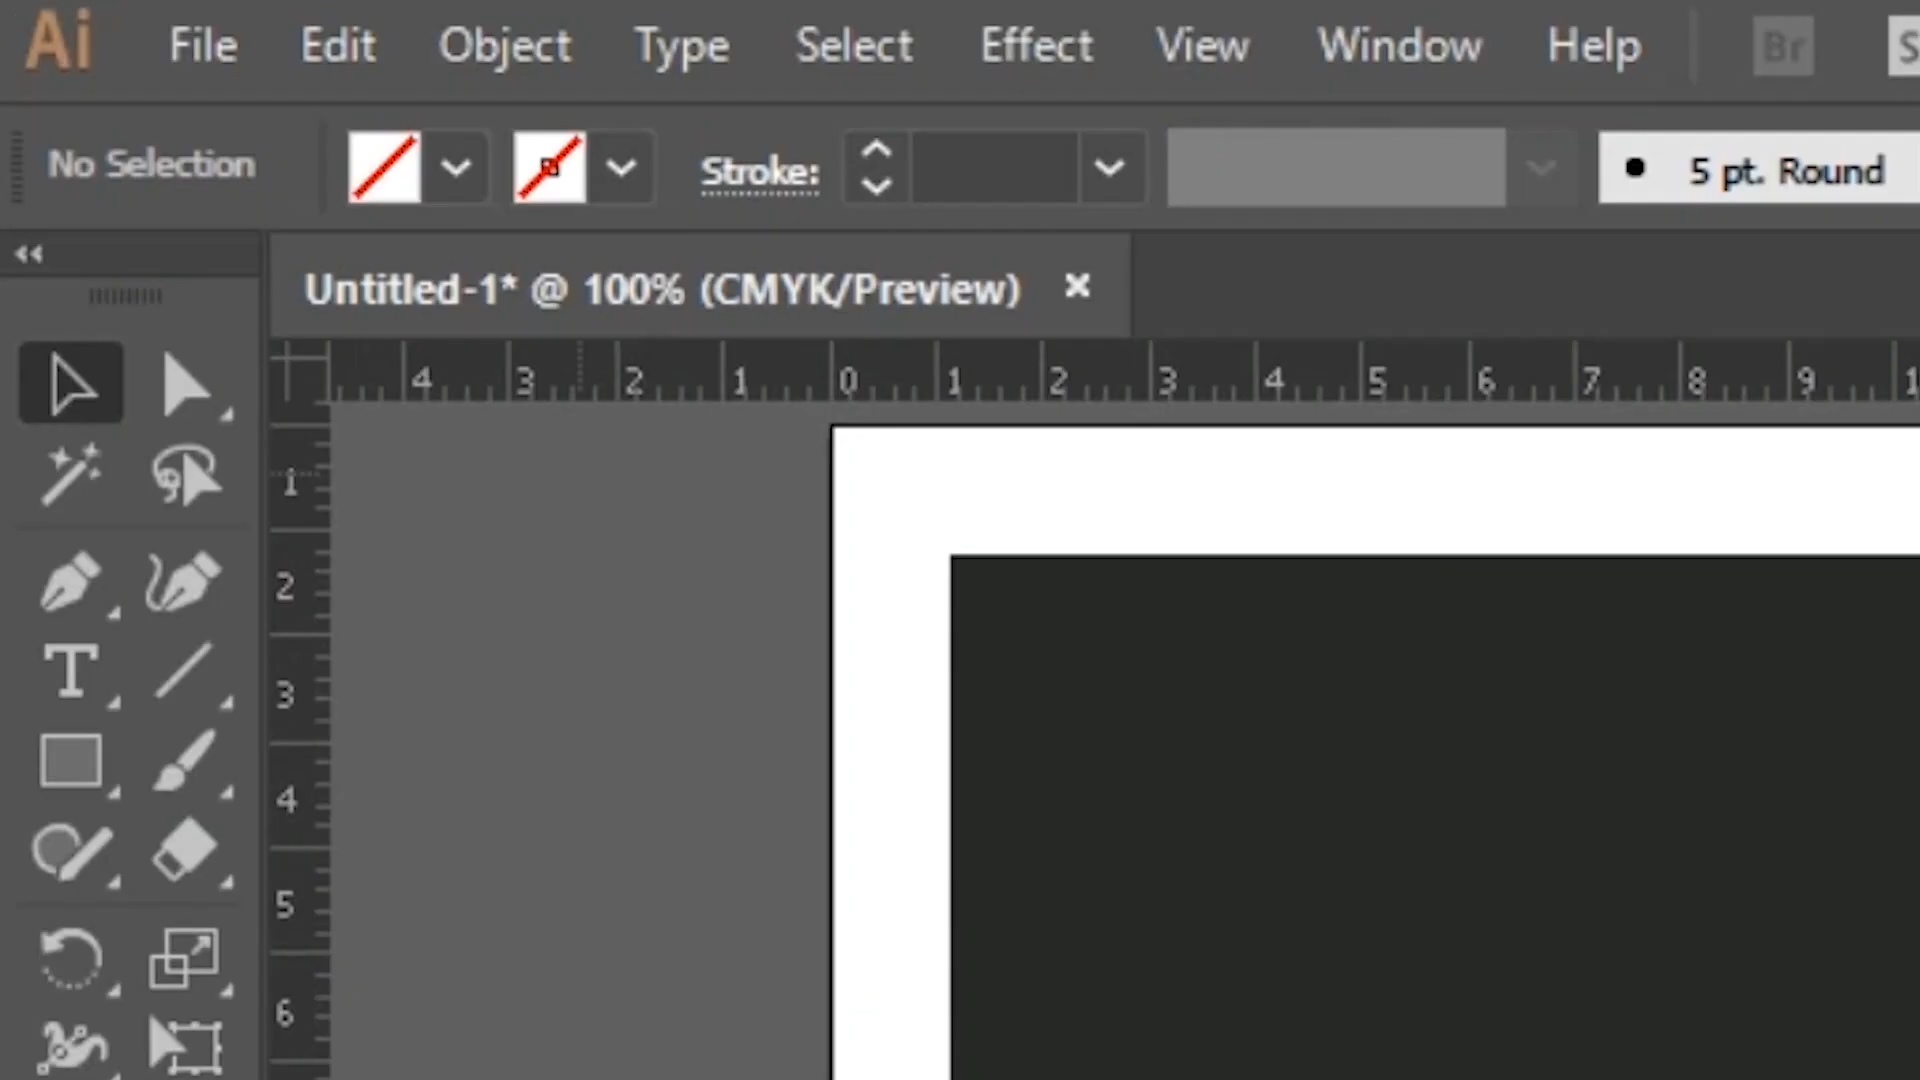 Ai File Edit Object Type Select Effect View Window Help Br
No Selection Stroke: 5 pt. Round
Untitled-1* @ 100% (CMYK/Preview) ×
4 3 2 1 0 1 2 3 4 5 6 7 8 9
1
2
3
4
5
6